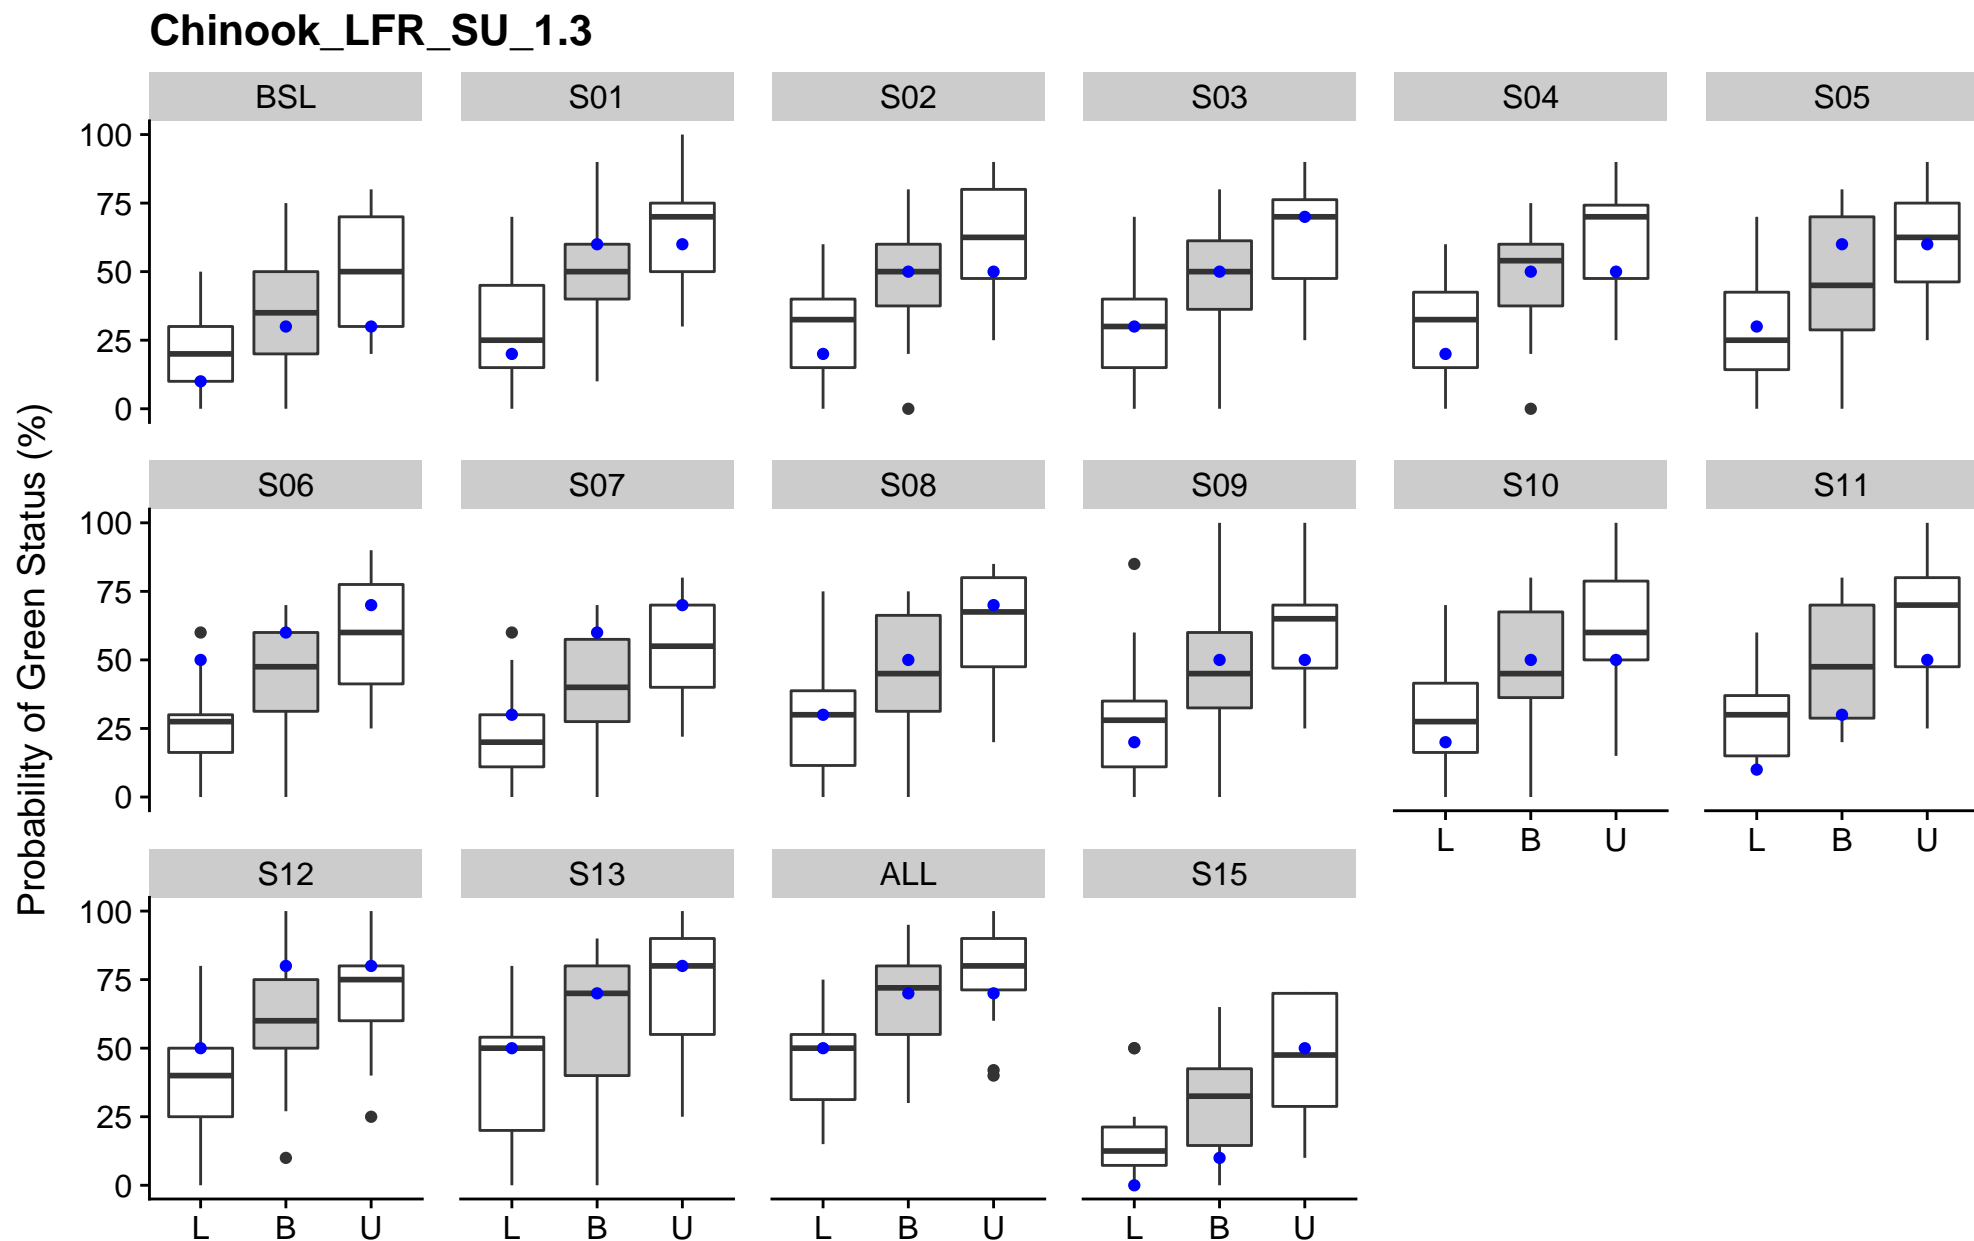 Chinook_LFR_SU_1.3
BSL S01 S02 S03 S04 S05
100
75
50
25
0
S06 S07 S08 S09 S10 S11
100
75
50
25
0
L B U L B U
S12 S13 ALL S15
100
75
50
25
0
L B U L B U L B U L B U
Probability of Green Status (%)